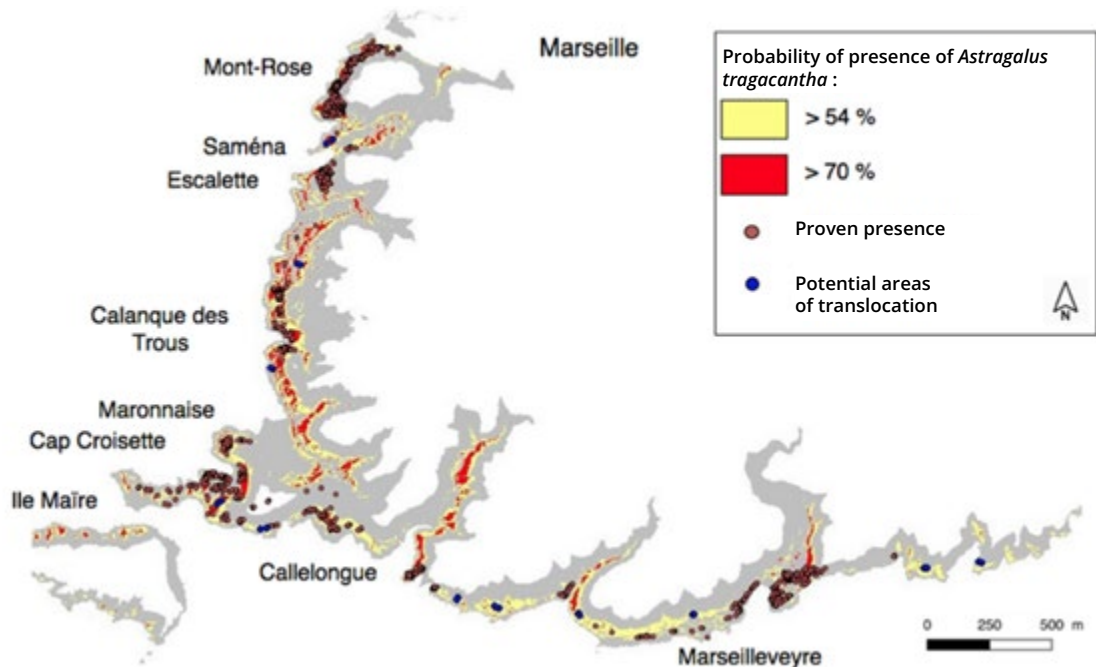 Marseille
Mont-Rose
Saména
Escalette
Calanque des
Trous
Maronnaise
Cap Croisette
Ile Maïre
Callelongue
Marseilleveyre
Probability of presence of Astragalus
tragacantha :
> 54 %
> 70 %
Proven presence
Potential areas
of translocation
N
0 250 500 m